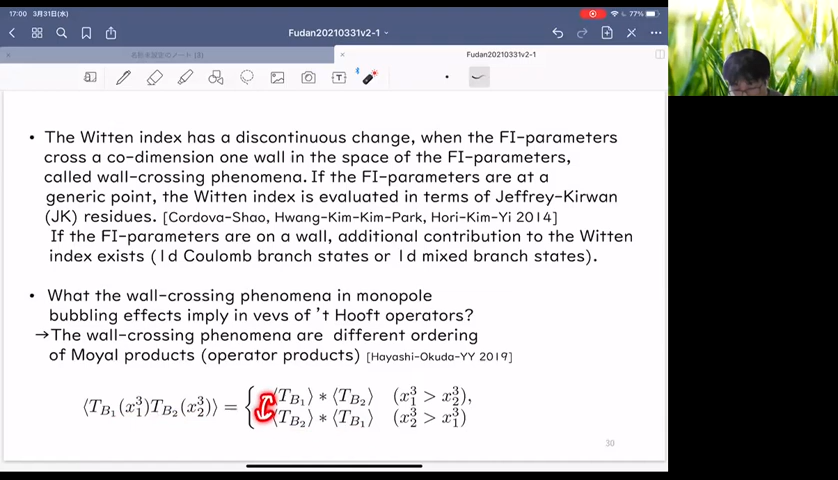 17:00 3月31日(水)
77%
Fudan20210331v2-1
Fudan20210331v2-1
• The Witten index has a discontinuous change, when the FI-parameters
cross a co-dimension one wall in the space of the FI-parameters,
called wall-crossing phenomena. If the FI-parameters are at a
generic point, the Witten index is evaluated in terms of Jeffrey-Kirwan
(JK) residues. [Cordova-Shao, Hwang-Kim-Kim-Park, Hori-Kim-Yi 2014]
If the FI-parameters are on a wall, additional contribution to the Witten
index exists (1d Coulomb branch states or 1d mixed branch states).
• What the wall-crossing phenomena in monopole
bubbling effects imply in vevs of 't Hooft operators?
→The wall-crossing phenomena are different ordering
of Moyal products (operator products) [Hayashi-Okuda-YY 2019]
⟨T_{B_1}(x_1^3)T_{B_2}(x_2^3)⟩ = { ⟨T_{B_1}⟩ * ⟨T_{B_2}⟩ (x_1^3 > x_2^3),
⟨T_{B_2}⟩ * ⟨T_{B_1}⟩ (x_2^3 > x_1^3)
30